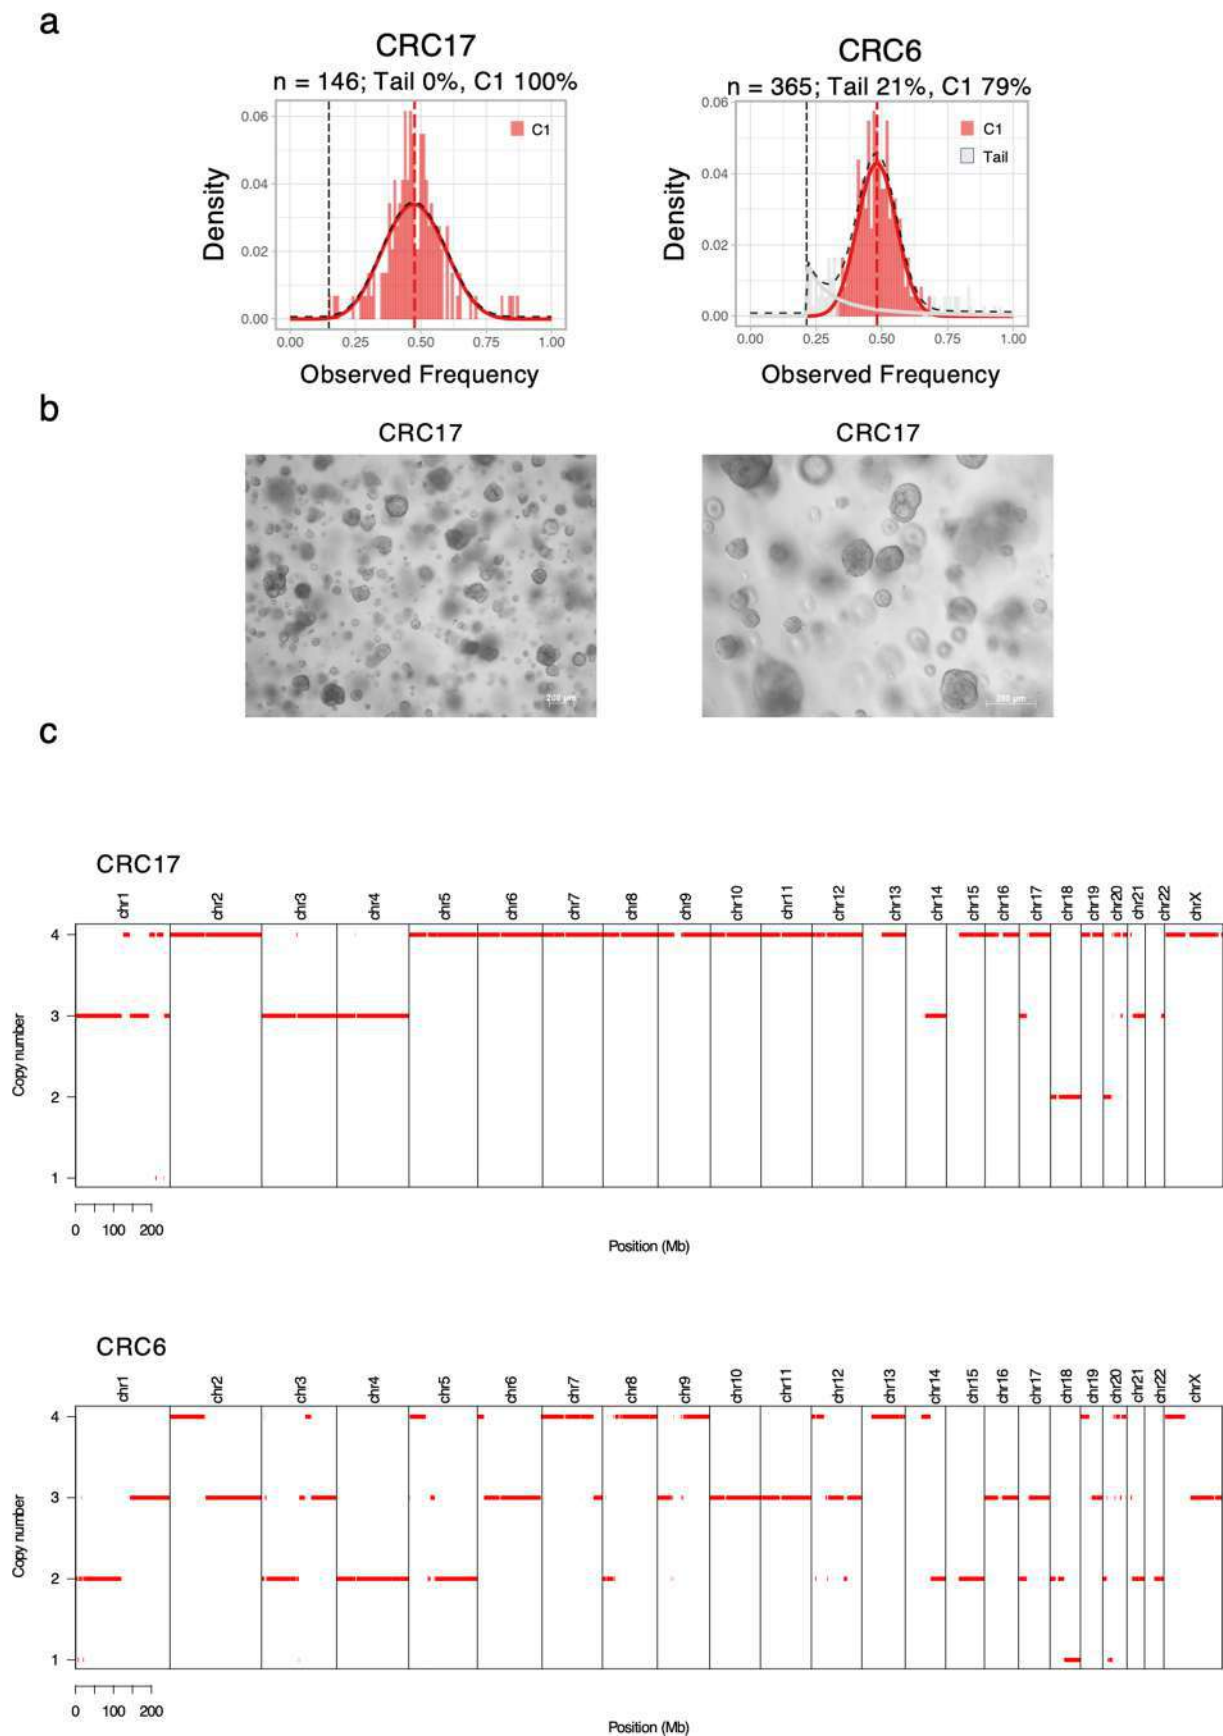 a
CRC17
n = 146; Tail 0%, C1 100%
0.06
0.04
0.02
0.00
Density
C1
0.00 0.25 0.50 0.75 1.00
Observed Frequency
CRC6
n = 365; Tail 21%, C1 79%
0.06
0.04
0.02
0.00
Density
C1
Tail
0.00 0.25 0.50 0.75 1.00
Observed Frequency
b
CRC17
CRC17
200 µm
200 µm
c
CRC17
chr1 chr2 chr3 chr4 chr5 chr6 chr7 chr8 chr9 chr10 chr11 chr12 chr13 chr14 chr15 chr16 chr17 chr18 chr19 chr20 chr21 chr22 chrX
4
3
2
1
Copy number
0 100 200
Position (Mb)
CRC6
chr1 chr2 chr3 chr4 chr5 chr6 chr7 chr8 chr9 chr10 chr11 chr12 chr13 chr14 chr15 chr16 chr17 chr18 chr19 chr20 chr21 chr22 chrX
4
3
2
1
Copy number
0 100 200
Position (Mb)